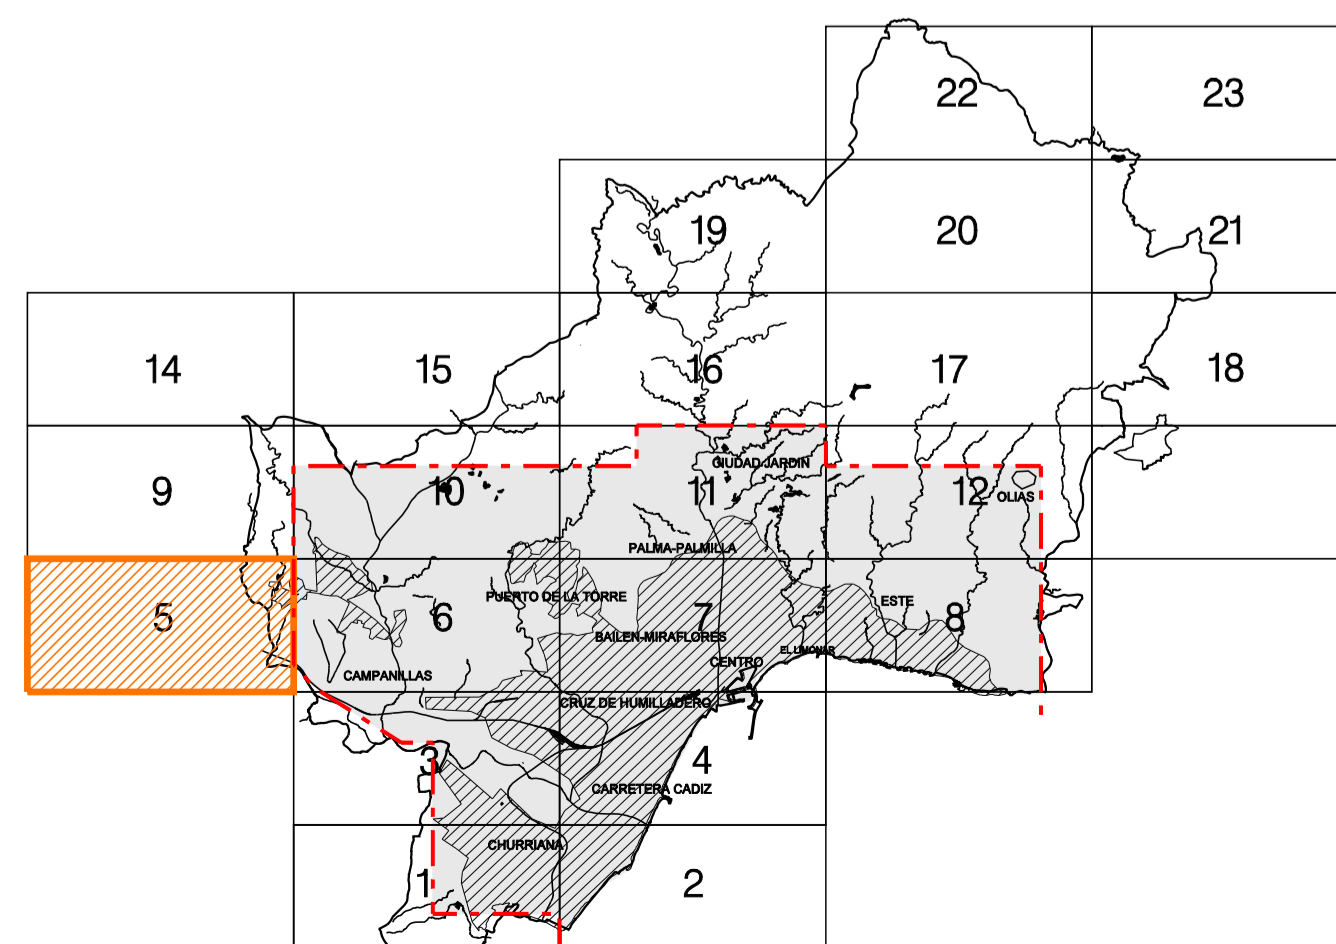 22
23
19
20
21
14
15
16
17
18
CIUDAD JARDIN
9
10
11
12
OLIAS
PALMA-PALMILLA
PUERTO DE LA TORRE
ESTE
5
6
7
8
BAILEN-MIRAFLORES
EL LIMONAR
CENTRO
CAMPANILLAS
CRUZ DE HUMILLADERO
3
4
CARRETERA CADIZ
CHURRIANA
1
2